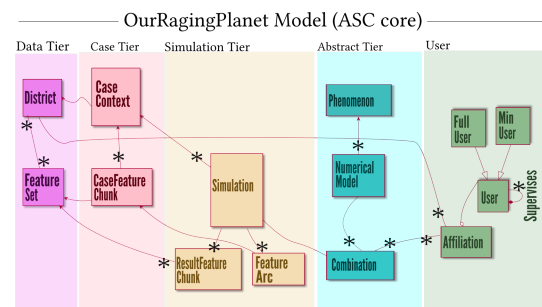 OurRagingPlanet Model (ASC core)
Data Tier
Case Tier
Simulation Tier
Abstract Tier
User
District
Case
Context
Phenomenon
Full
User
Min
User
*
*
*
*
*
Feature
Set
CaseFeature
Chunk
Simulation
Numerical
Model
User
*
Supervises
*
*
*
*
*
*
Affiliation
*
ResultFeature
Chunk
Feature
Arc
Combination